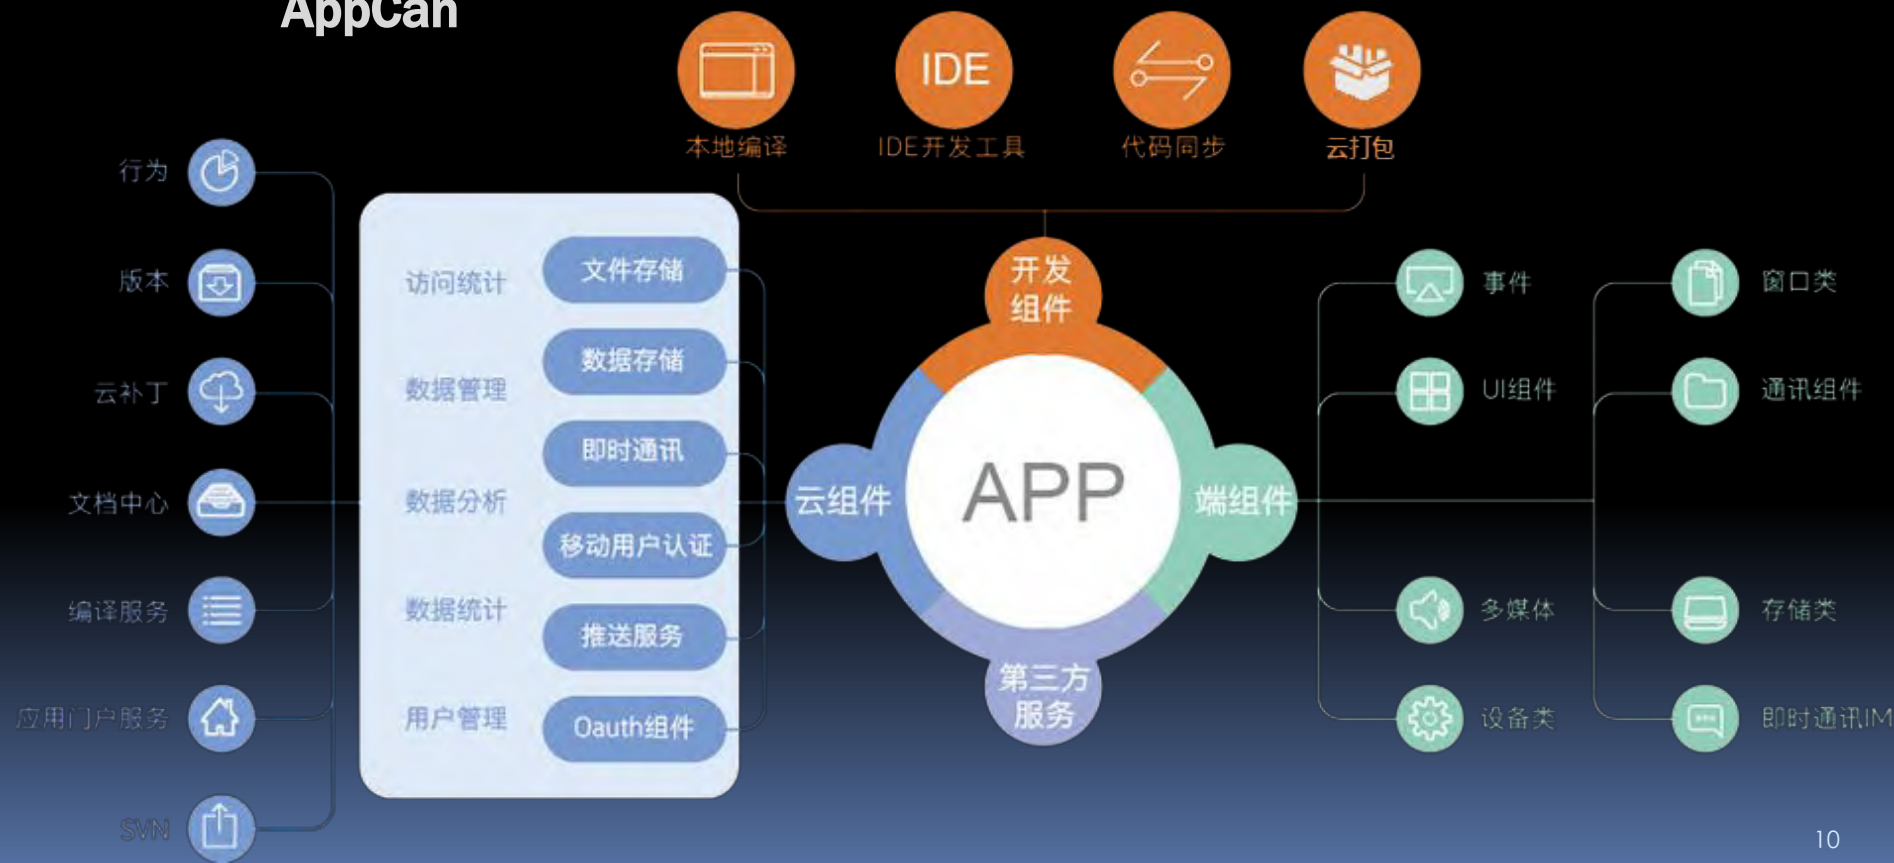 AppCan
IDE
本地编译
IDE开发工具
代码同步
云打包
行为
版本
云补丁
文档中心
编译服务
应用门户服务
SVN
访问统计
数据管理
数据分析
数据统计
用户管理
文件存储
数据存储
即时通讯
移动用户认证
推送服务
Oauth组件
开发
组件
云组件
APP
端组件
第三方
服务
事件
UI组件
多媒体
设备类
窗口类
通讯组件
存储类
即时通讯IM
10